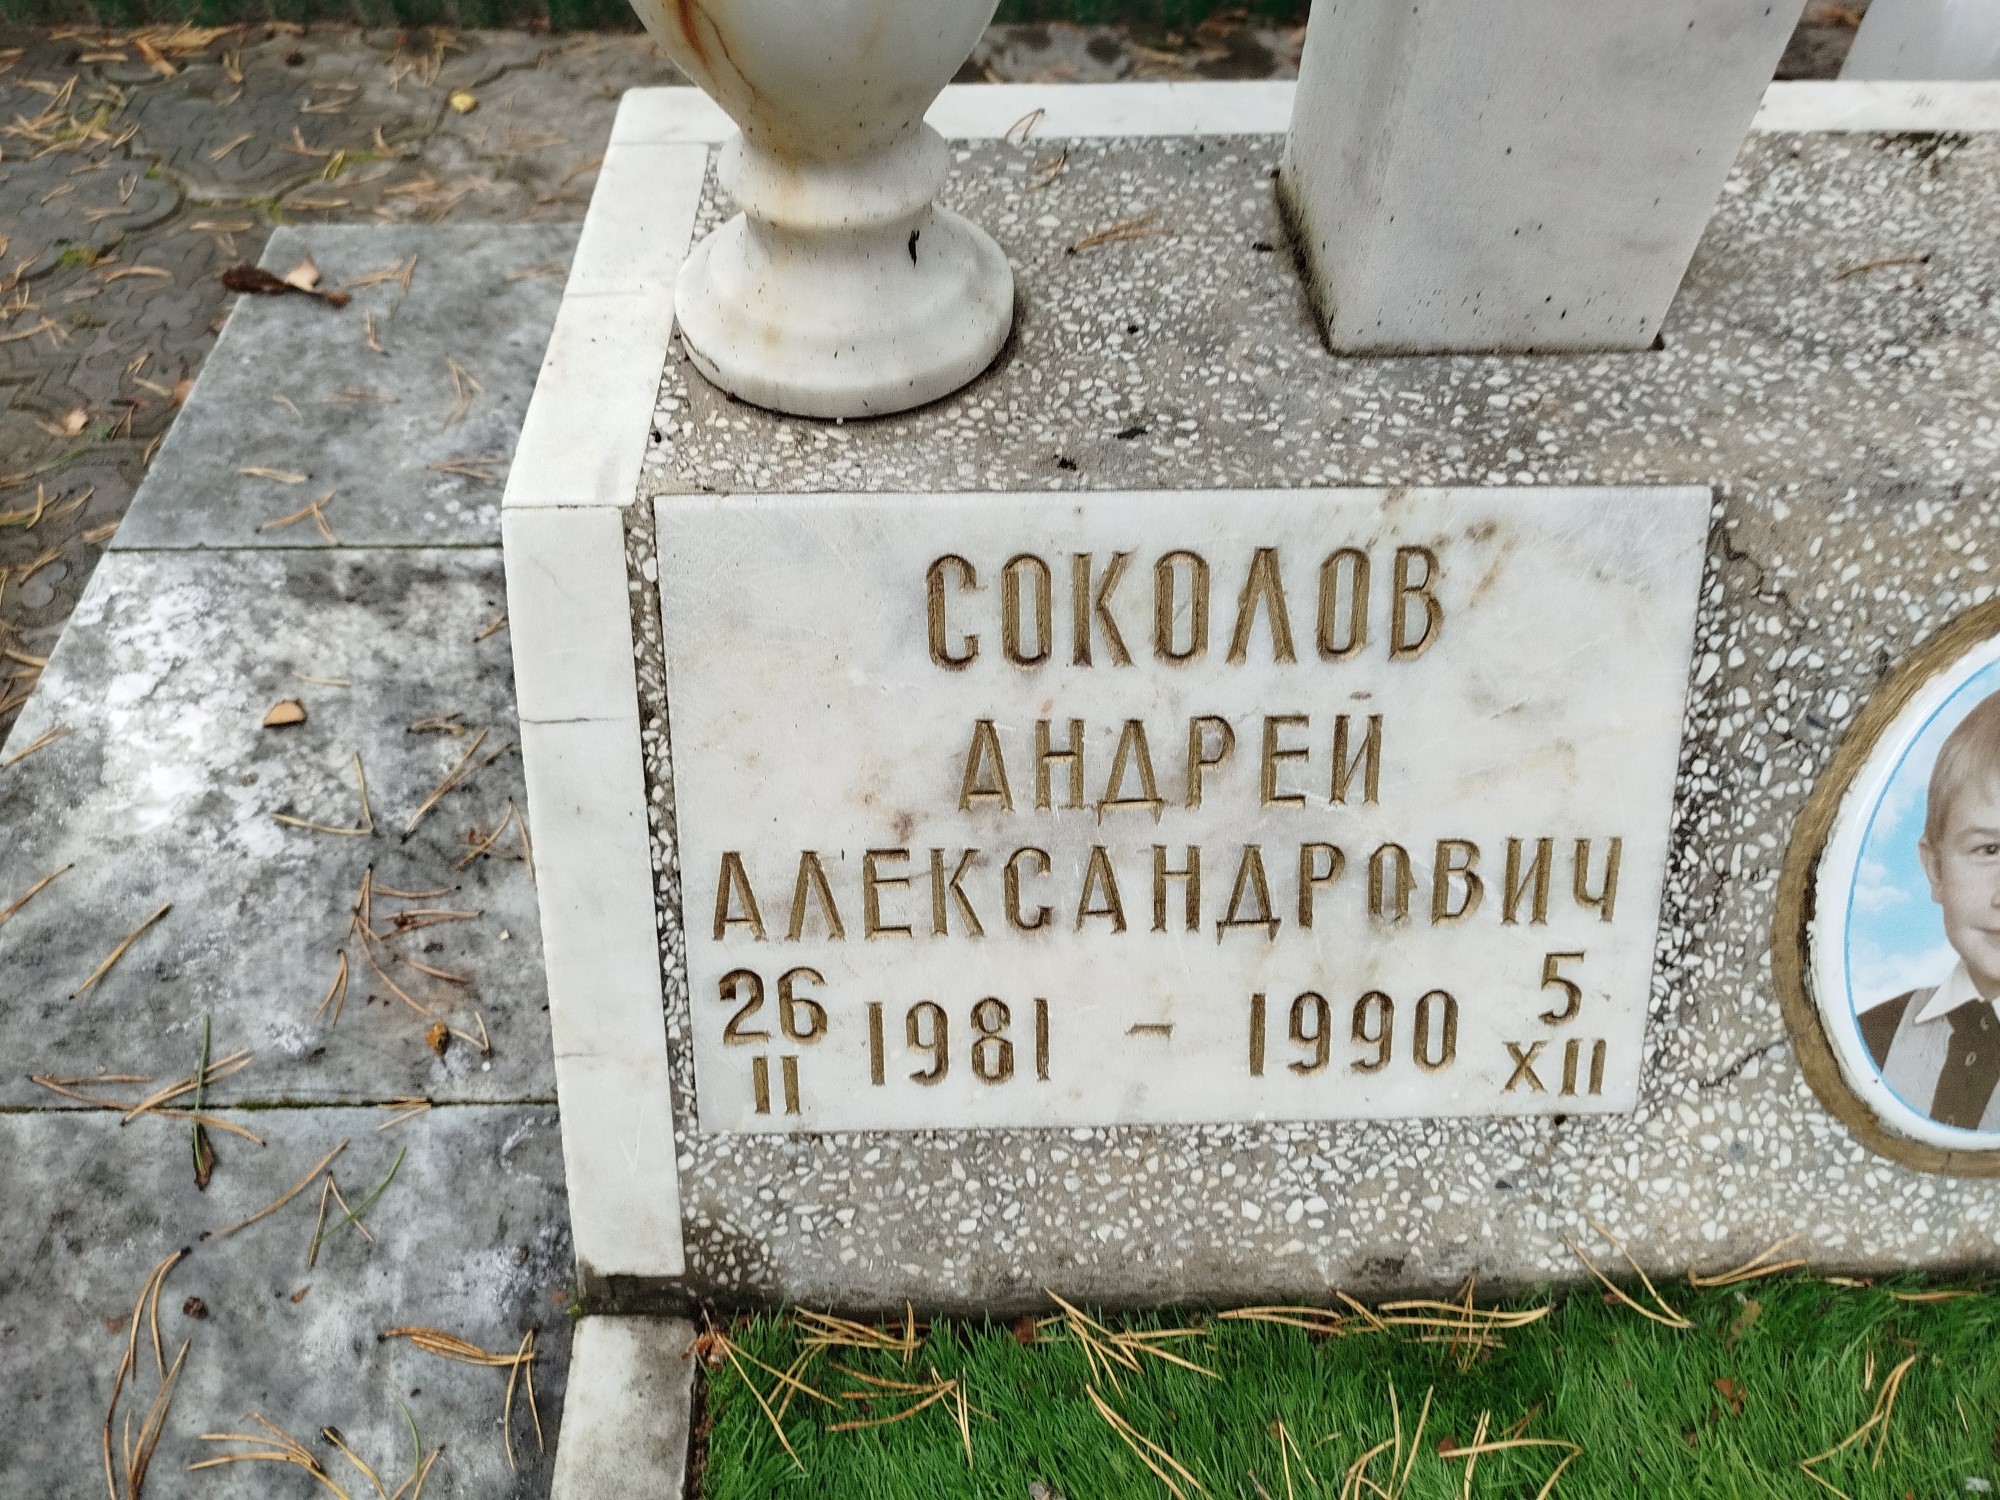 СОКОЛОВ
АНДРЕЙ
АЛЕКСАНДРОВИЧ
26 II 1981 - 1990 5 XII